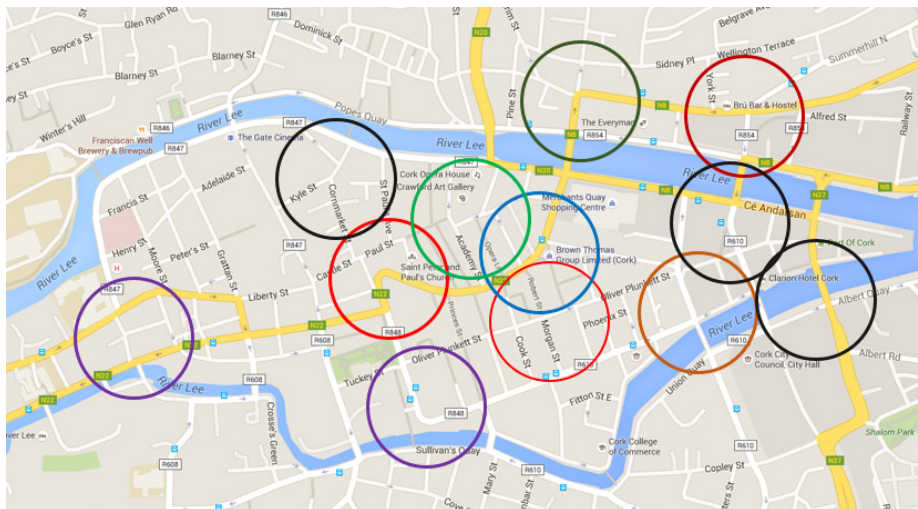 R846
Glen Ryan Rd
Dominick St
N20
Belgrave Ave
Boyce's St
Sidney Pl
Wellington Terrace
Summerhill N
Blarney St
Blarney St
Pine St
York St
Brú Bar & Hostel
N8
Popes Quay
Alfred St
Winter's Hill
R846
River Lee
R847
The Everyman
N8
R854
R854
R853
Railway St
Franciscan Well
Brewery & Brewpub
R847
The Gate Cinema
River Lee
R847
N20
N8
Adelaide St
Cork Opera House
Crawford Art Gallery
River Lee
N8
Kyle St
Cornmarket St
St Pauls Ave
Merchants Quay
Shopping Centre
N27
Cé Andarsan
Francis St
Henry St
Moore St
Peter's St
Grattan St
Castle St
Paul St
Academy St
R610
Port Of Cork
Saint Peter and
Paul's Church
Brown Thomas
Group Limited (Cork)
River Lee
H
R847
Liberty St
N22
Robert St
Oliver Plunkett St
Clarion Hotel Cork
Albert Quay
Princes St
Phoenix St
N22
N22
R608
R848
Oliver Plunkett St
Cook St
Morgan St
River Lee
R610
Albert Rd
Tuckey St
Union Quay
Cork City
Council, City Hall
N22
River Lee
R608
Fitton St E
N22
Crosse's Green
R848
Shalom Park
Sullivan's Quay
Cork College
of Commerce
R610
R608
R610
Mary St
Copley St
N27